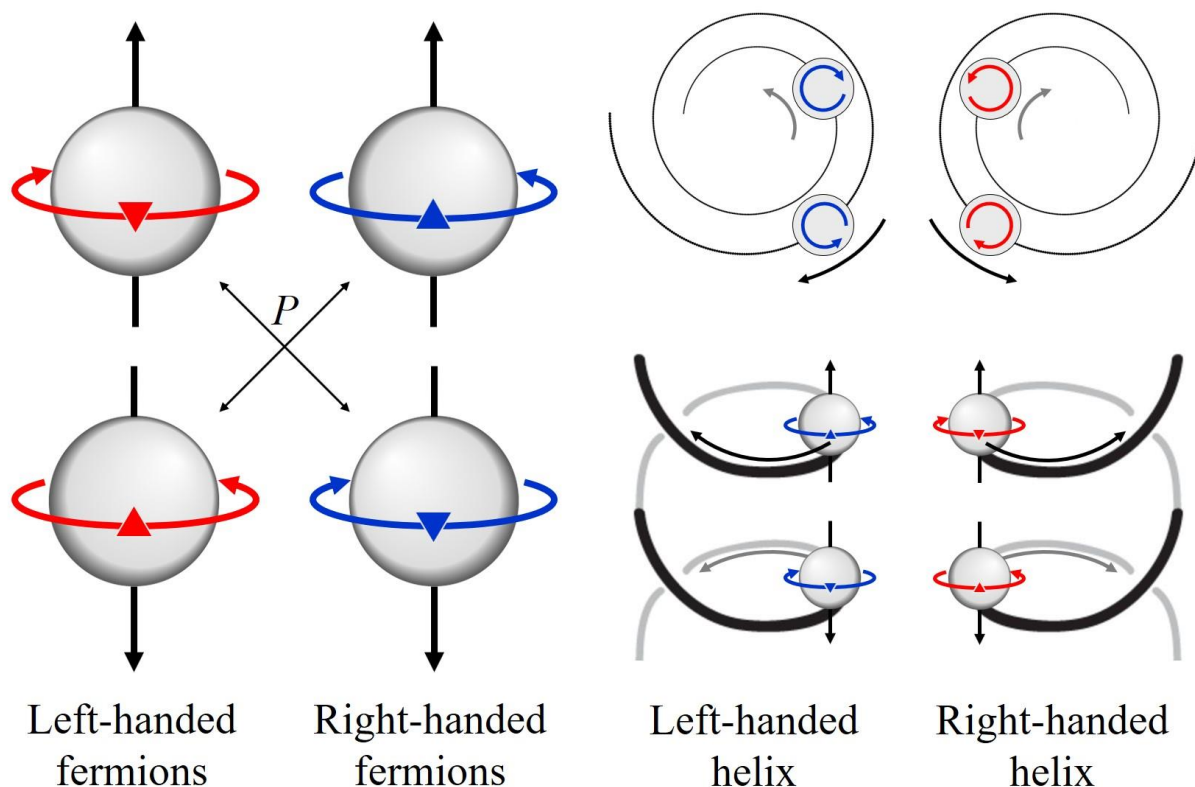 P
Left-handed
fermions
Right-handed
fermions
Left-handed
helix
Right-handed
helix